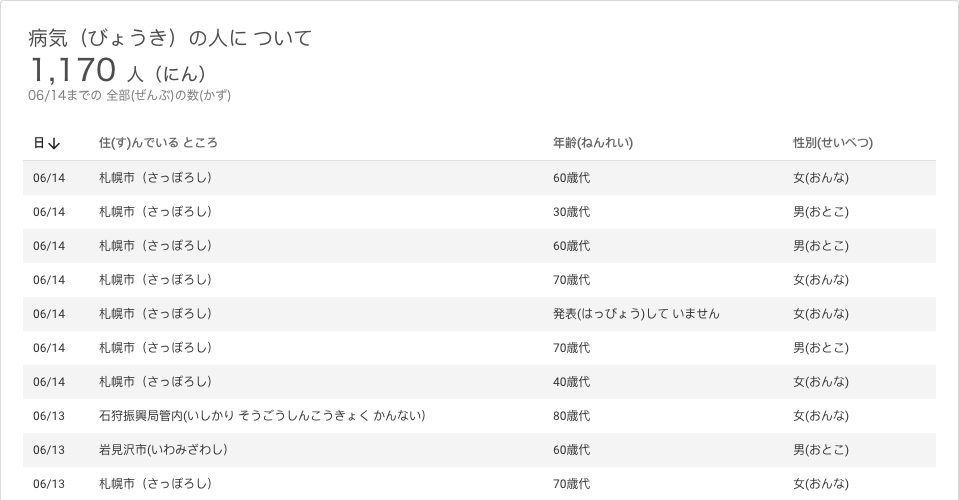 病気（びょうき）の人に ついて
1,170 人（にん）
06/14までの 全部(ぜんぶ)の数(かず)
日↓ 住(す)んでいる ところ 年齢(ねんれい) 性別(せいべつ)
06/14 札幌市（さっぽろし） 60歳代 女(おんな)
06/14 札幌市（さっぽろし） 30歳代 男(おとこ)
06/14 札幌市（さっぽろし） 60歳代 男(おとこ)
06/14 札幌市（さっぽろし） 70歳代 女(おんな)
06/14 札幌市（さっぽろし） 発表(はっぴょう)して いません 女(おんな)
06/14 札幌市（さっぽろし） 70歳代 男(おとこ)
06/14 札幌市（さっぽろし） 40歳代 女(おんな)
06/13 石狩振興局管内(いしかり そうごうしんこうきょく かんない） 80歳代 女(おんな)
06/13 岩見沢市(いわみざわし） 60歳代 男(おとこ)
06/13 札幌市（さっぽろし） 70歳代 女(おんな)